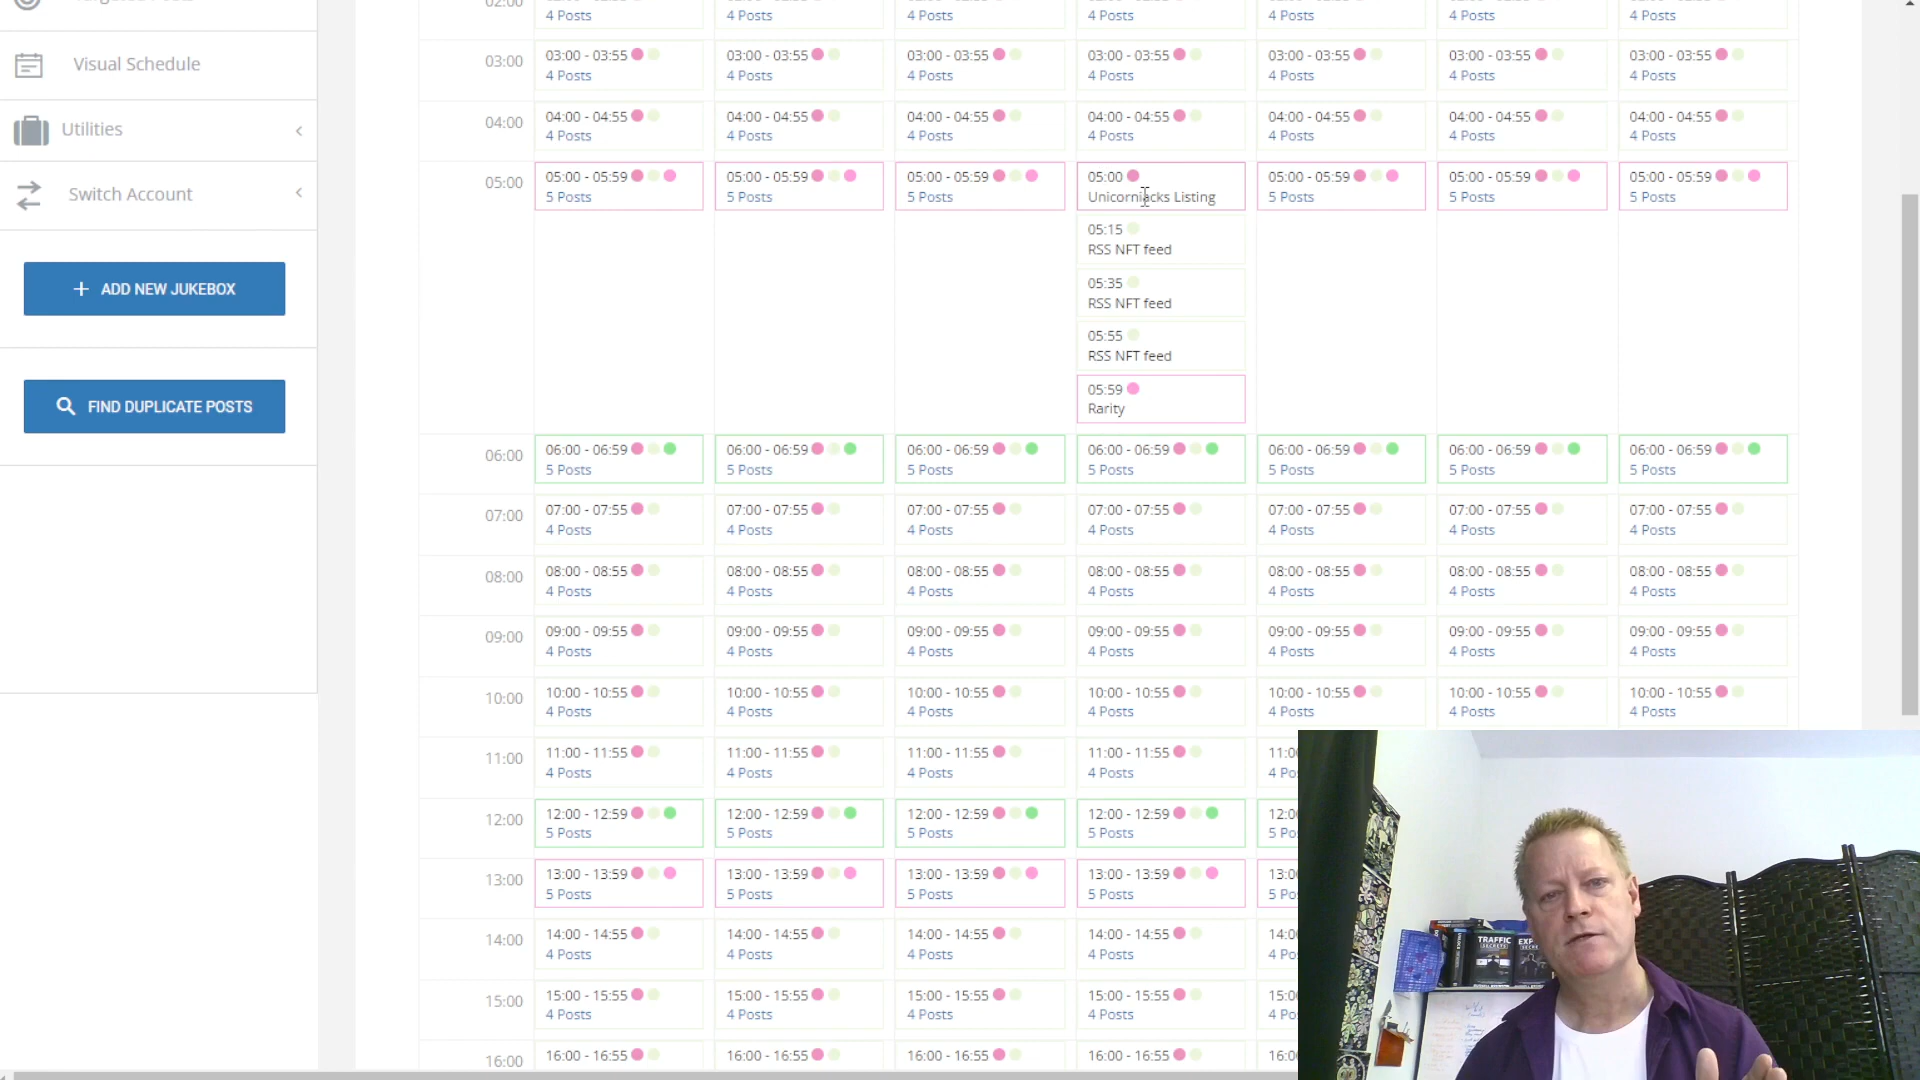 Visual Schedule
Utilities
Switch Account
+ ADD NEW JUKEBOX
FIND DUPLICATE POSTS
02:00
4 Posts 4 Posts 4 Posts 4 Posts 4 Posts 4 Posts 4 Posts
03:00 03:00 - 03:55 03:00 - 03:55 03:00 - 03:55 03:00 - 03:55 03:00 - 03:55 03:00 - 03:55 03:00 - 03:55
4 Posts 4 Posts 4 Posts 4 Posts 4 Posts 4 Posts 4 Posts
04:00 04:00 - 04:55 04:00 - 04:55 04:00 - 04:55 04:00 - 04:55 04:00 - 04:55 04:00 - 04:55 04:00 - 04:55
4 Posts 4 Posts 4 Posts 4 Posts 4 Posts 4 Posts 4 Posts
05:00 05:00 - 05:59 05:00 - 05:59 05:00 - 05:59 05:00 05:00 - 05:59 05:00 - 05:59 05:00 - 05:59
5 Posts 5 Posts 5 Posts Unicornjacks Listing 5 Posts 5 Posts 5 Posts
05:15
RSS NFT feed
05:35
RSS NFT feed
05:55
RSS NFT feed
05:59
Rarity
06:00 06:00 - 06:59 06:00 - 06:59 06:00 - 06:59 06:00 - 06:59 06:00 - 06:59 06:00 - 06:59 06:00 - 06:59
5 Posts 5 Posts 5 Posts 5 Posts 5 Posts 5 Posts 5 Posts
07:00 07:00 - 07:55 07:00 - 07:55 07:00 - 07:55 07:00 - 07:55 07:00 - 07:55 07:00 - 07:55 07:00 - 07:55
4 Posts 4 Posts 4 Posts 4 Posts 4 Posts 4 Posts 4 Posts
08:00 08:00 - 08:55 08:00 - 08:55 08:00 - 08:55 08:00 - 08:55 08:00 - 08:55 08:00 - 08:55 08:00 - 08:55
4 Posts 4 Posts 4 Posts 4 Posts 4 Posts 4 Posts 4 Posts
09:00 09:00 - 09:55 09:00 - 09:55 09:00 - 09:55 09:00 - 09:55 09:00 - 09:55 09:00 - 09:55 09:00 - 09:55
4 Posts 4 Posts 4 Posts 4 Posts 4 Posts 4 Posts 4 Posts
10:00 10:00 - 10:55 10:00 - 10:55 10:00 - 10:55 10:00 - 10:55 10:00 - 10:55 10:00 - 10:55 10:00 - 10:55
4 Posts 4 Posts 4 Posts 4 Posts 4 Posts 4 Posts 4 Posts
11:00 11:00 - 11:55 11:00 - 11:55 11:00 - 11:55 11:00 - 11:55 11:0
4 Posts 4 Posts 4 Posts 4 Posts 4 Po
12:00 12:00 - 12:59 12:00 - 12:59 12:00 - 12:59 12:00 - 12:59 12:0
5 Posts 5 Posts 5 Posts 5 Posts 5 Po
13:00 13:00 - 13:59 13:00 - 13:59 13:00 - 13:59 13:00 - 13:59 13:0
5 Posts 5 Posts 5 Posts 5 Posts 5 Po
14:00 14:00 - 14:55 14:00 - 14:55 14:00 - 14:55 14:00 - 14:55 14:0
4 Posts 4 Posts 4 Posts 4 Posts 4 Po
15:00 15:00 - 15:55 15:00 - 15:55 15:00 - 15:55 15:00 - 15:55 15:0
4 Posts 4 Posts 4 Posts 4 Posts 4 Po
16:00 16:00 - 16:55 16:00 - 16:55 16:00 - 16:55 16:00 - 16:55 16:0
TRAFFIC
SECRETS